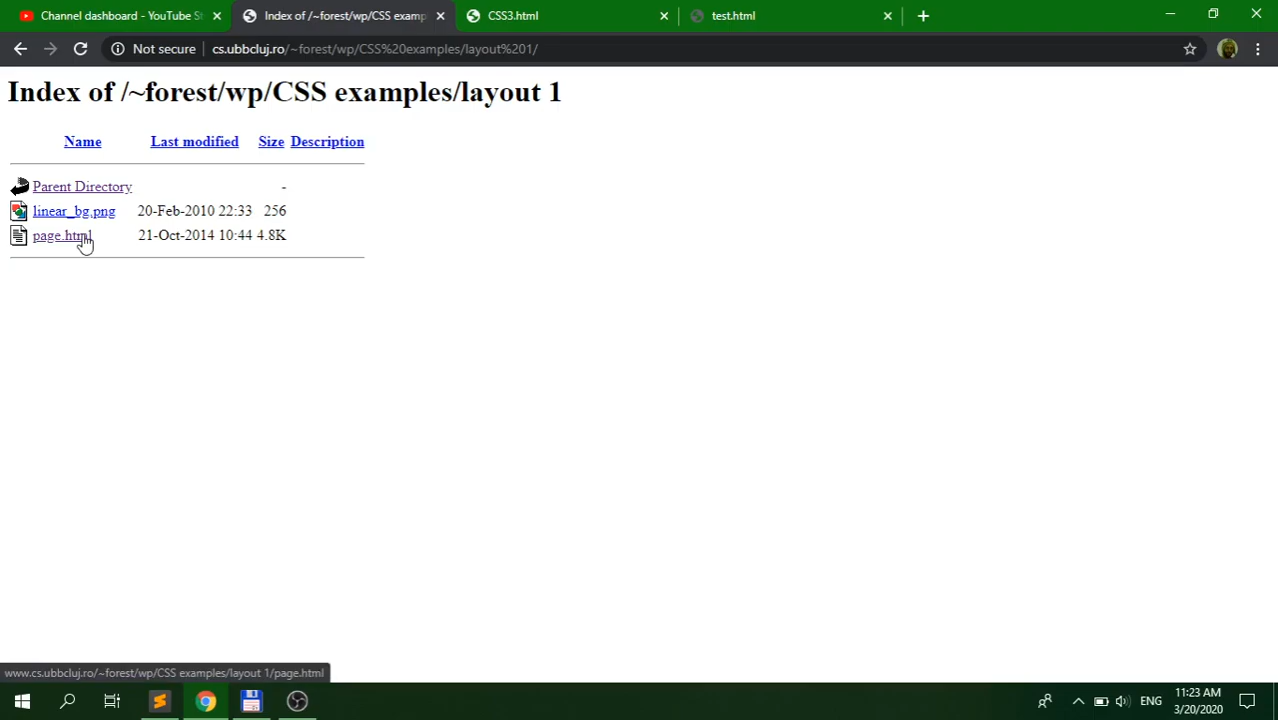 Channel dashboard - YouTube St
Index of /~forest/wp/CSS examp
CSS3.html
test.html
Not secure
cs.ubbcluj.ro/~forest/wp/CSS%20examples/layout%201/
Index of /~forest/wp/CSS examples/layout 1
Name Last modified Size Description
Parent Directory -
linear_bg.png 20-Feb-2010 22:33 256
page.html 21-Oct-2014 10:44 4.8K
www.cs.ubbcluj.ro/~forest/wp/CSS examples/layout 1/page.html
ENG
11:23 AM
3/20/2020